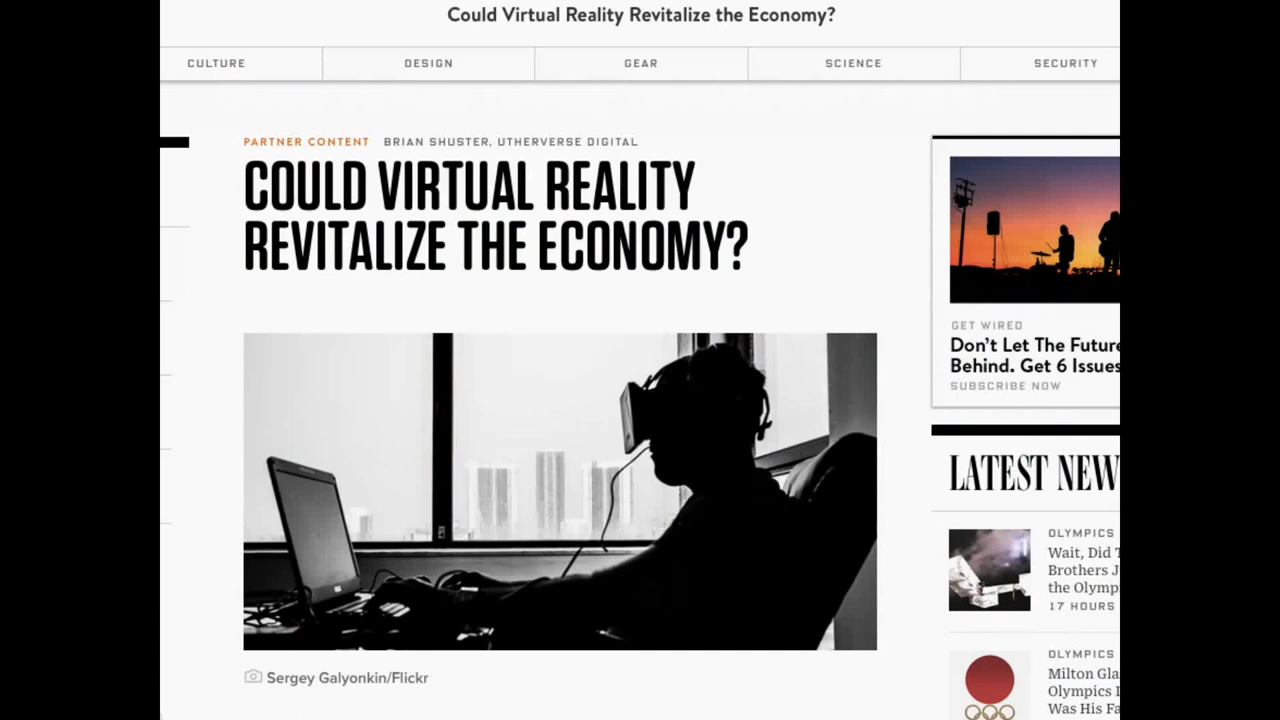 Could Virtual Reality Revitalize the Economy?
CULTURE
DESIGN
GEAR
SCIENCE
SECURITY
PARTNER CONTENT BRIAN SHUSTER, UTHERVERSE DIGITAL
COULD VIRTUAL REALITY
REVITALIZE THE ECONOMY?
Sergey Galyonkin/Flickr
GET WIRED
Don't Let The Future
Behind. Get 6 Issues
SUBSCRIBE NOW
LATEST NEW
OLYMPICS
Wait, Did T
Brothers J
the Olymp
17 HOURS
OLYMPICS
Milton Gla
Olympics L
Was His Fa